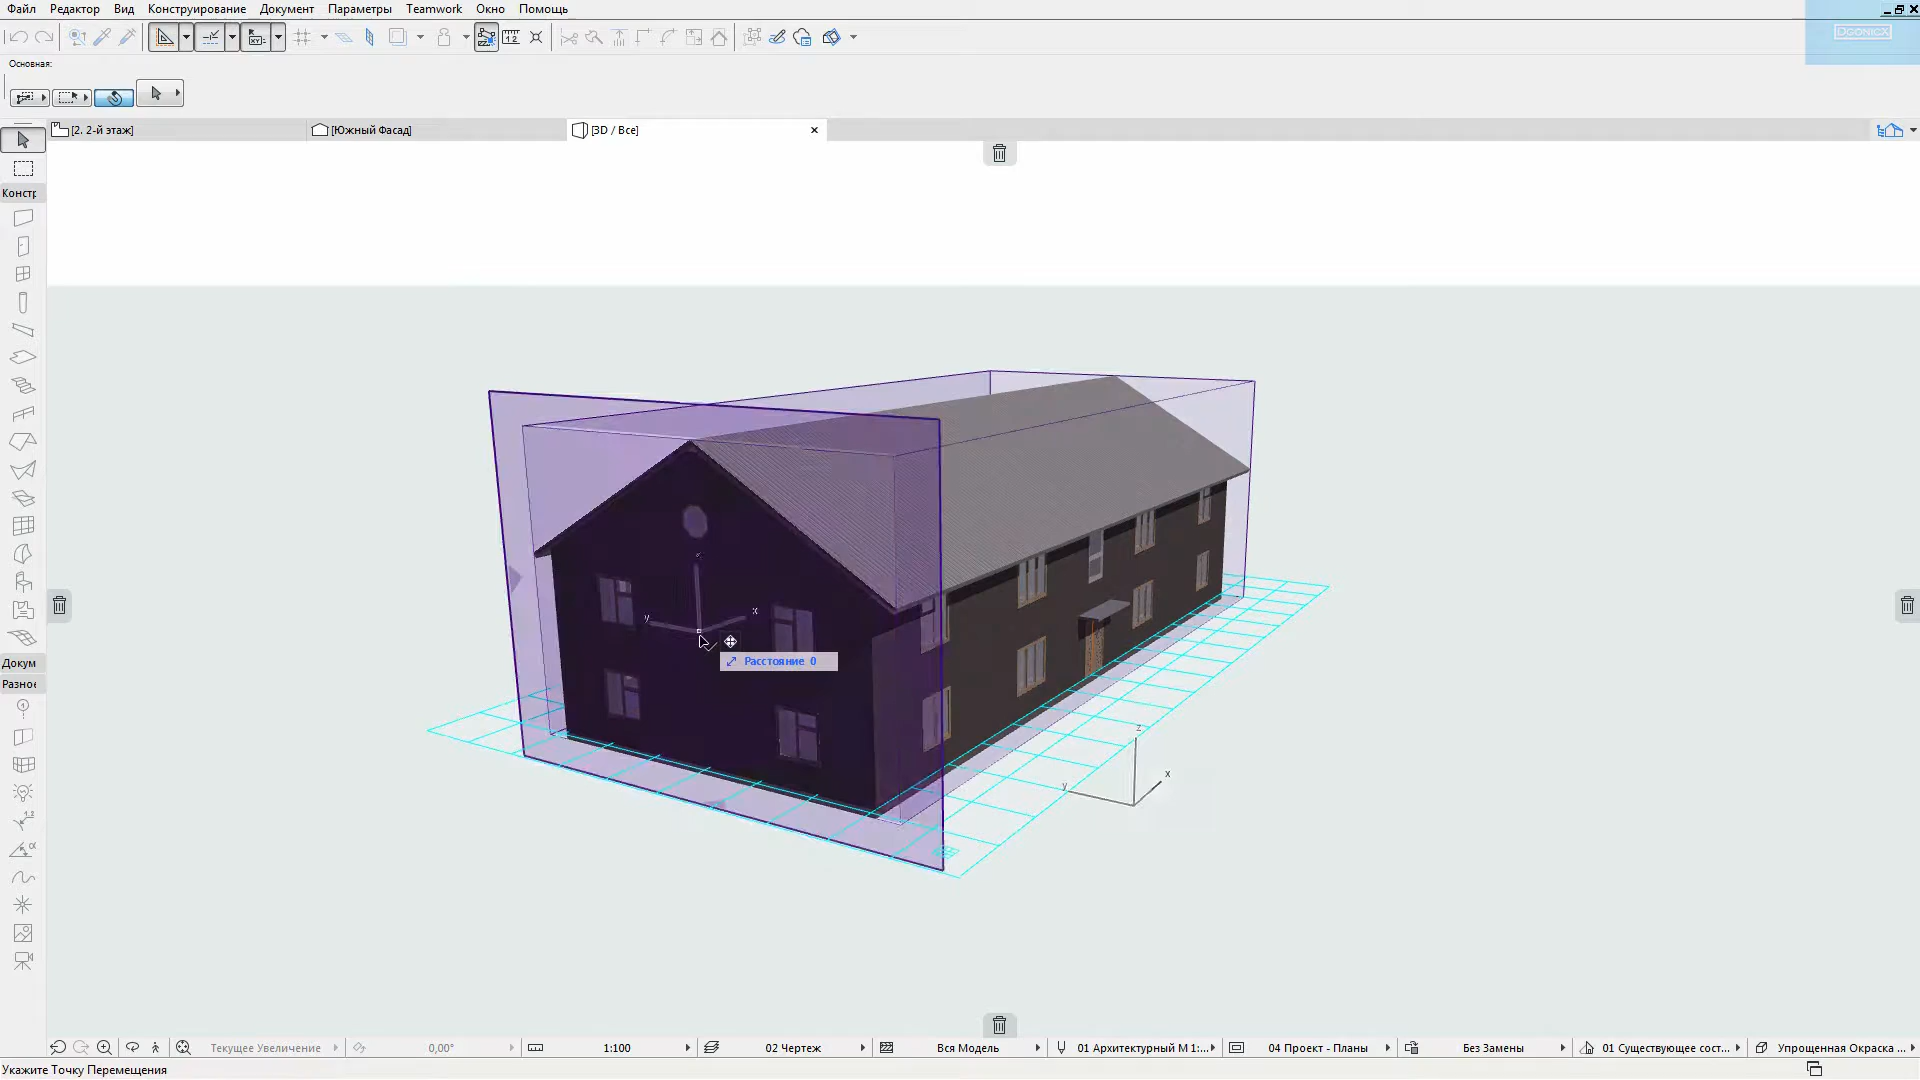 Файл Редактор Вид Конструирование Документ Параметры Teamwork Окно Помощь
DGONICX
Основная:
[2. 2-й этаж] [Южный Фасад] [3D / Все]
Констр
z
y x
Расстояние 0
Докум
Разное
z
y x
Текущее Увеличение 0,00° 1:100 02 Чертеж Вся Модель 01 Архитектурный М 1:... 04 Проект - Планы Без Замены 01 Существующее сост... Упрощенная Окраска ...
Укажите Точку Перемещения